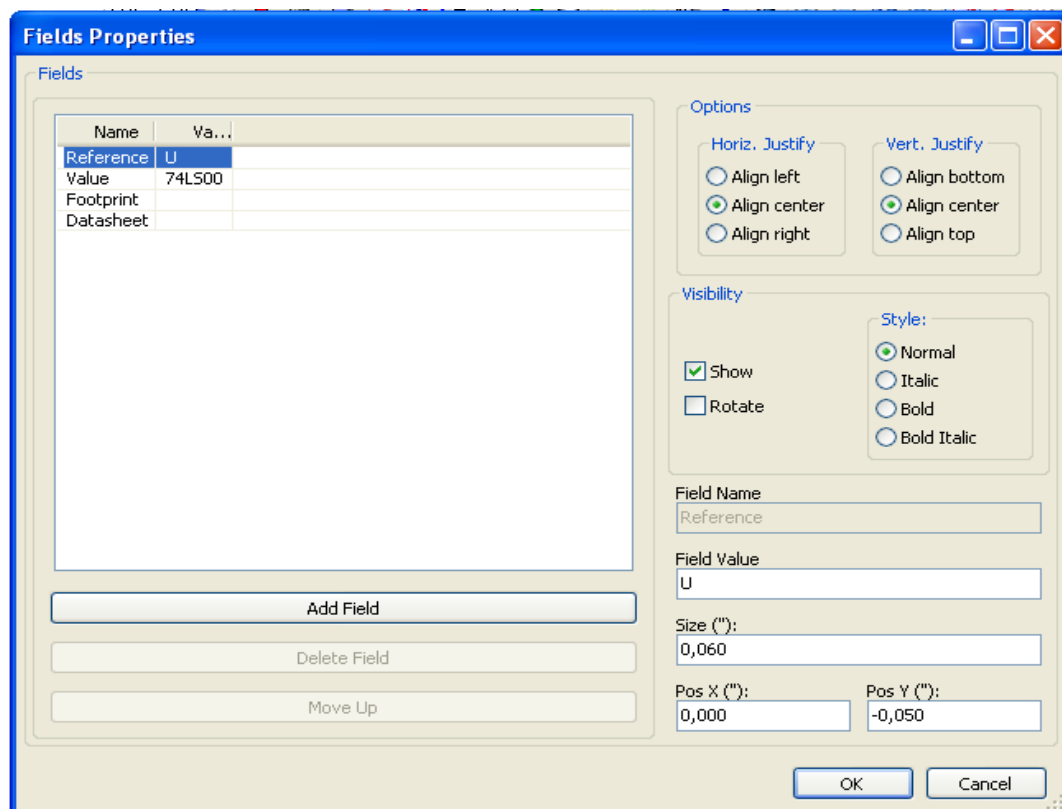 Fields Properties
Fields
Name Va...
Reference U
Value 74LS00
Footprint
Datasheet
Add Field
Delete Field
Move Up
Options
Horiz. Justify
Align left
Align center
Align right
Vert. Justify
Align bottom
Align center
Align top
Visibility
Show
Rotate
Style:
Normal
Italic
Bold
Bold Italic
Field Name
Reference
Field Value
U
Size ("):
0,060
Pos X ("):
0,000
Pos Y ("):
-0,050
OK
Cancel